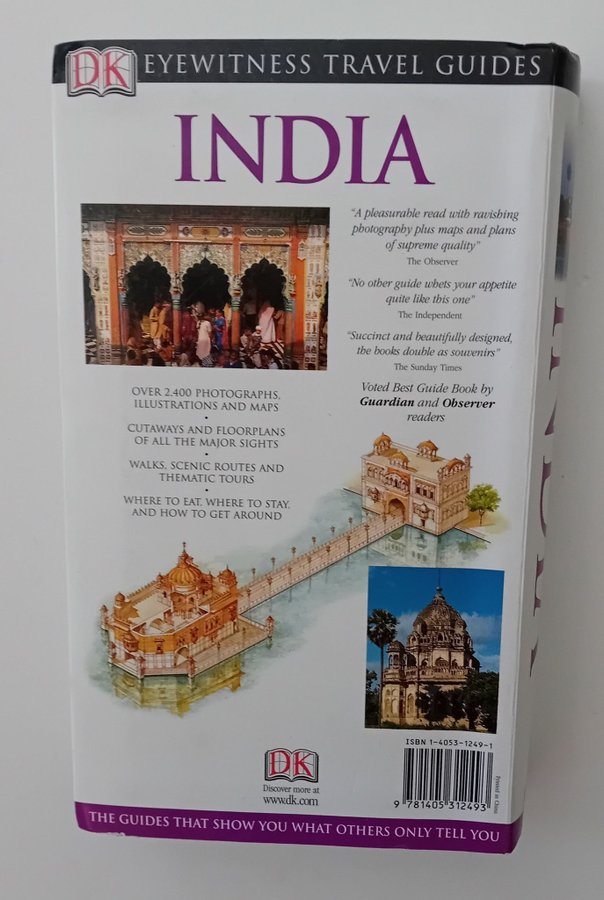 DK EYEWITNESS TRAVEL GUIDES
INDIA
"A pleasurable read with ravishing
photography plus maps and plans
of supreme quality"
The Observer
"No other guide whets your appetite
quite like this one"
The Independent
"Succinct and beautifully designed,
the books double as souvenirs"
The Sunday Times
Voted Best Guide Book by
Guardian and Observer
readers
OVER 2,400 PHOTOGRAPHS,
ILLUSTRATIONS AND MAPS
•
CUTAWAYS AND FLOORPLANS
OF ALL THE MAJOR SIGHTS
•
WALKS, SCENIC ROUTES AND
THEMATIC TOURS
•
WHERE TO EAT, WHERE TO STAY,
AND HOW TO GET AROUND
ISBN 1-4053-1249-1
9 781405 312493
Printed in China
DK
Discover more at
www.dk.com
THE GUIDES THAT SHOW YOU WHAT OTHERS ONLY TELL YOU
INDIA